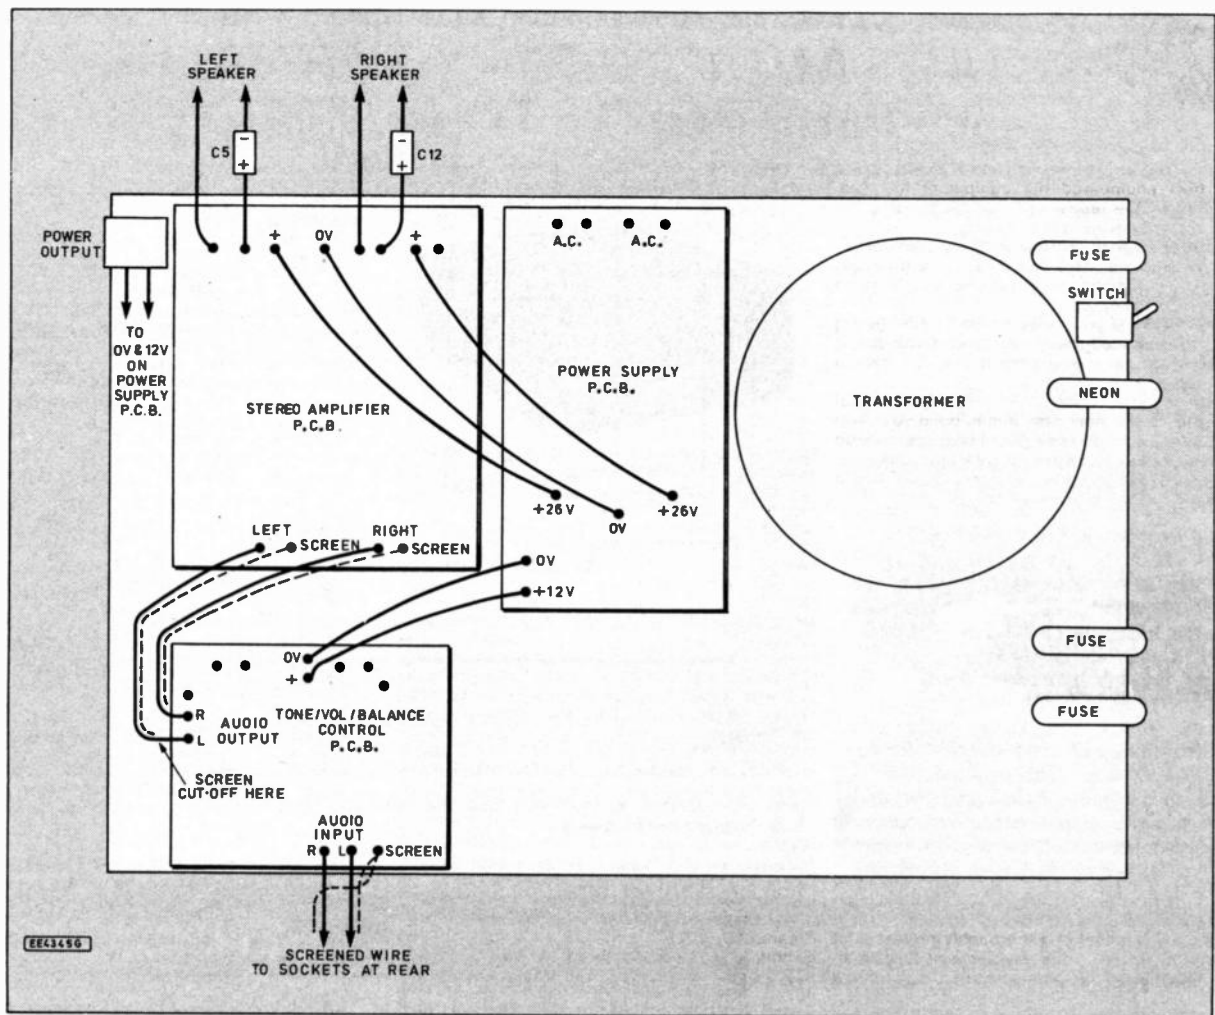 LEFT
SPEAKER
RIGHT
SPEAKER
C5
-
+
-
+
C12
POWER
OUTPUT
+
0V
+
A.C.
A.C.
FUSE
SWITCH
TO
0V & 12V
ON
POWER
SUPPLY
P.C.B.
STEREO AMPLIFIER
P.C.B.
POWER SUPPLY
P.C.B.
TRANSFORMER
NEON
+26V
0V
+26V
LEFT
SCREEN
RIGHT
SCREEN
0V
+12V
0V
+
FUSE
R
L
AUDIO
OUTPUT
TONE/VOL/BALANCE
CONTROL
P.C.B.
FUSE
SCREEN
CUT-OFF HERE
AUDIO
INPUT
R
L
SCREEN
EE4345G
SCREENED WIRE
TO SOCKETS AT REAR